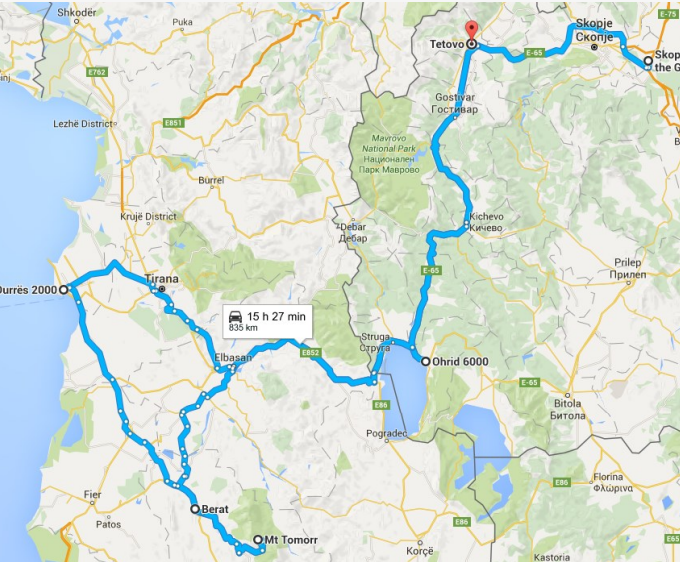 Shkodër
Puka
Skopje
Скопје
E-75
Tetovo
E-65
Skop
the G
E762
Gostivar
Гостивар
Lezhë District
E851
Mavrovo
National Park
Национален
Парк Маврово
Burrel
Krujë District
Kichevo
Кичево
Debar
Дебар
E-65
Prilep
Прилеп
Tirana
Durrës 2000
15 h 27 min
835 km
Struga
Струга
Elbasan
E852
Ohrid 6000
E-65
E86
Bitola
Битола
Pogradec
Florina
Φλώρινα
E86
Fier
Patos
Berat
E86
Mt Tomorr
Korçë
Kastoria